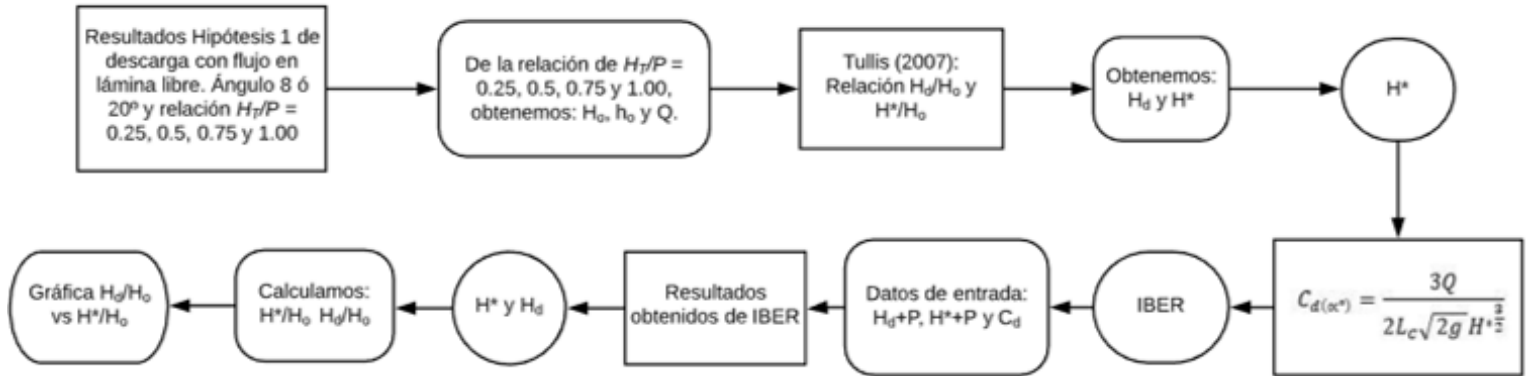 Resultados Hipótesis 1 de
descarga con flujo en
lámina libre. Ángulo 8 ó
20º y relación H_T/P =
0.25, 0.5, 0.75 y 1.00
De la relación de H_T/P =
0.25, 0.5, 0.75 y 1.00,
obtenemos: H_o, h_o y Q.
Tullis (2007):
Relación H_d/H_o y
H*/H_o
Obtenemos:
H_d y H*
H*
C_d(∝°) = 3Q / 2L_c√2g H*^(3/2)
IBER
Datos de entrada:
H_d+P, H*+P y C_d
Resultados
obtenidos de IBER
H* y H_d
Calculamos:
H*/H_o H_d/H_o
Gráfica H_d/H_o
vs H*/H_o